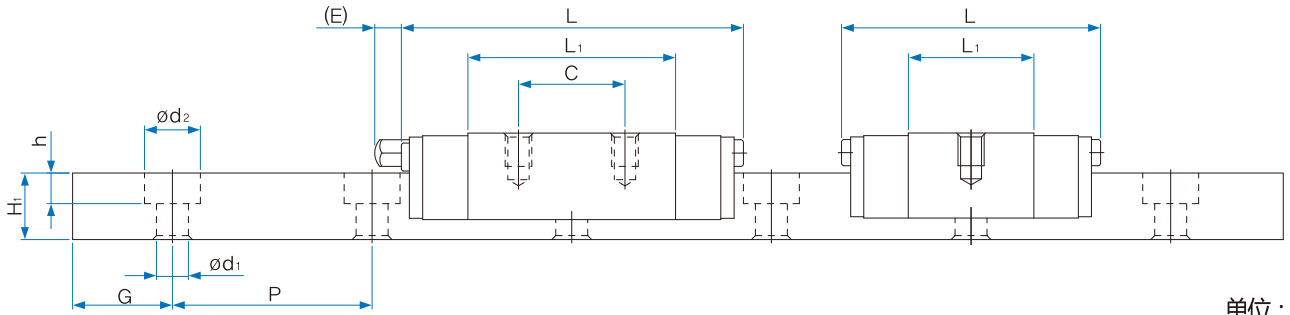 (E) L L
L₁ L₁
C
ød₂
h
H₁
ød₁
G P
单位：